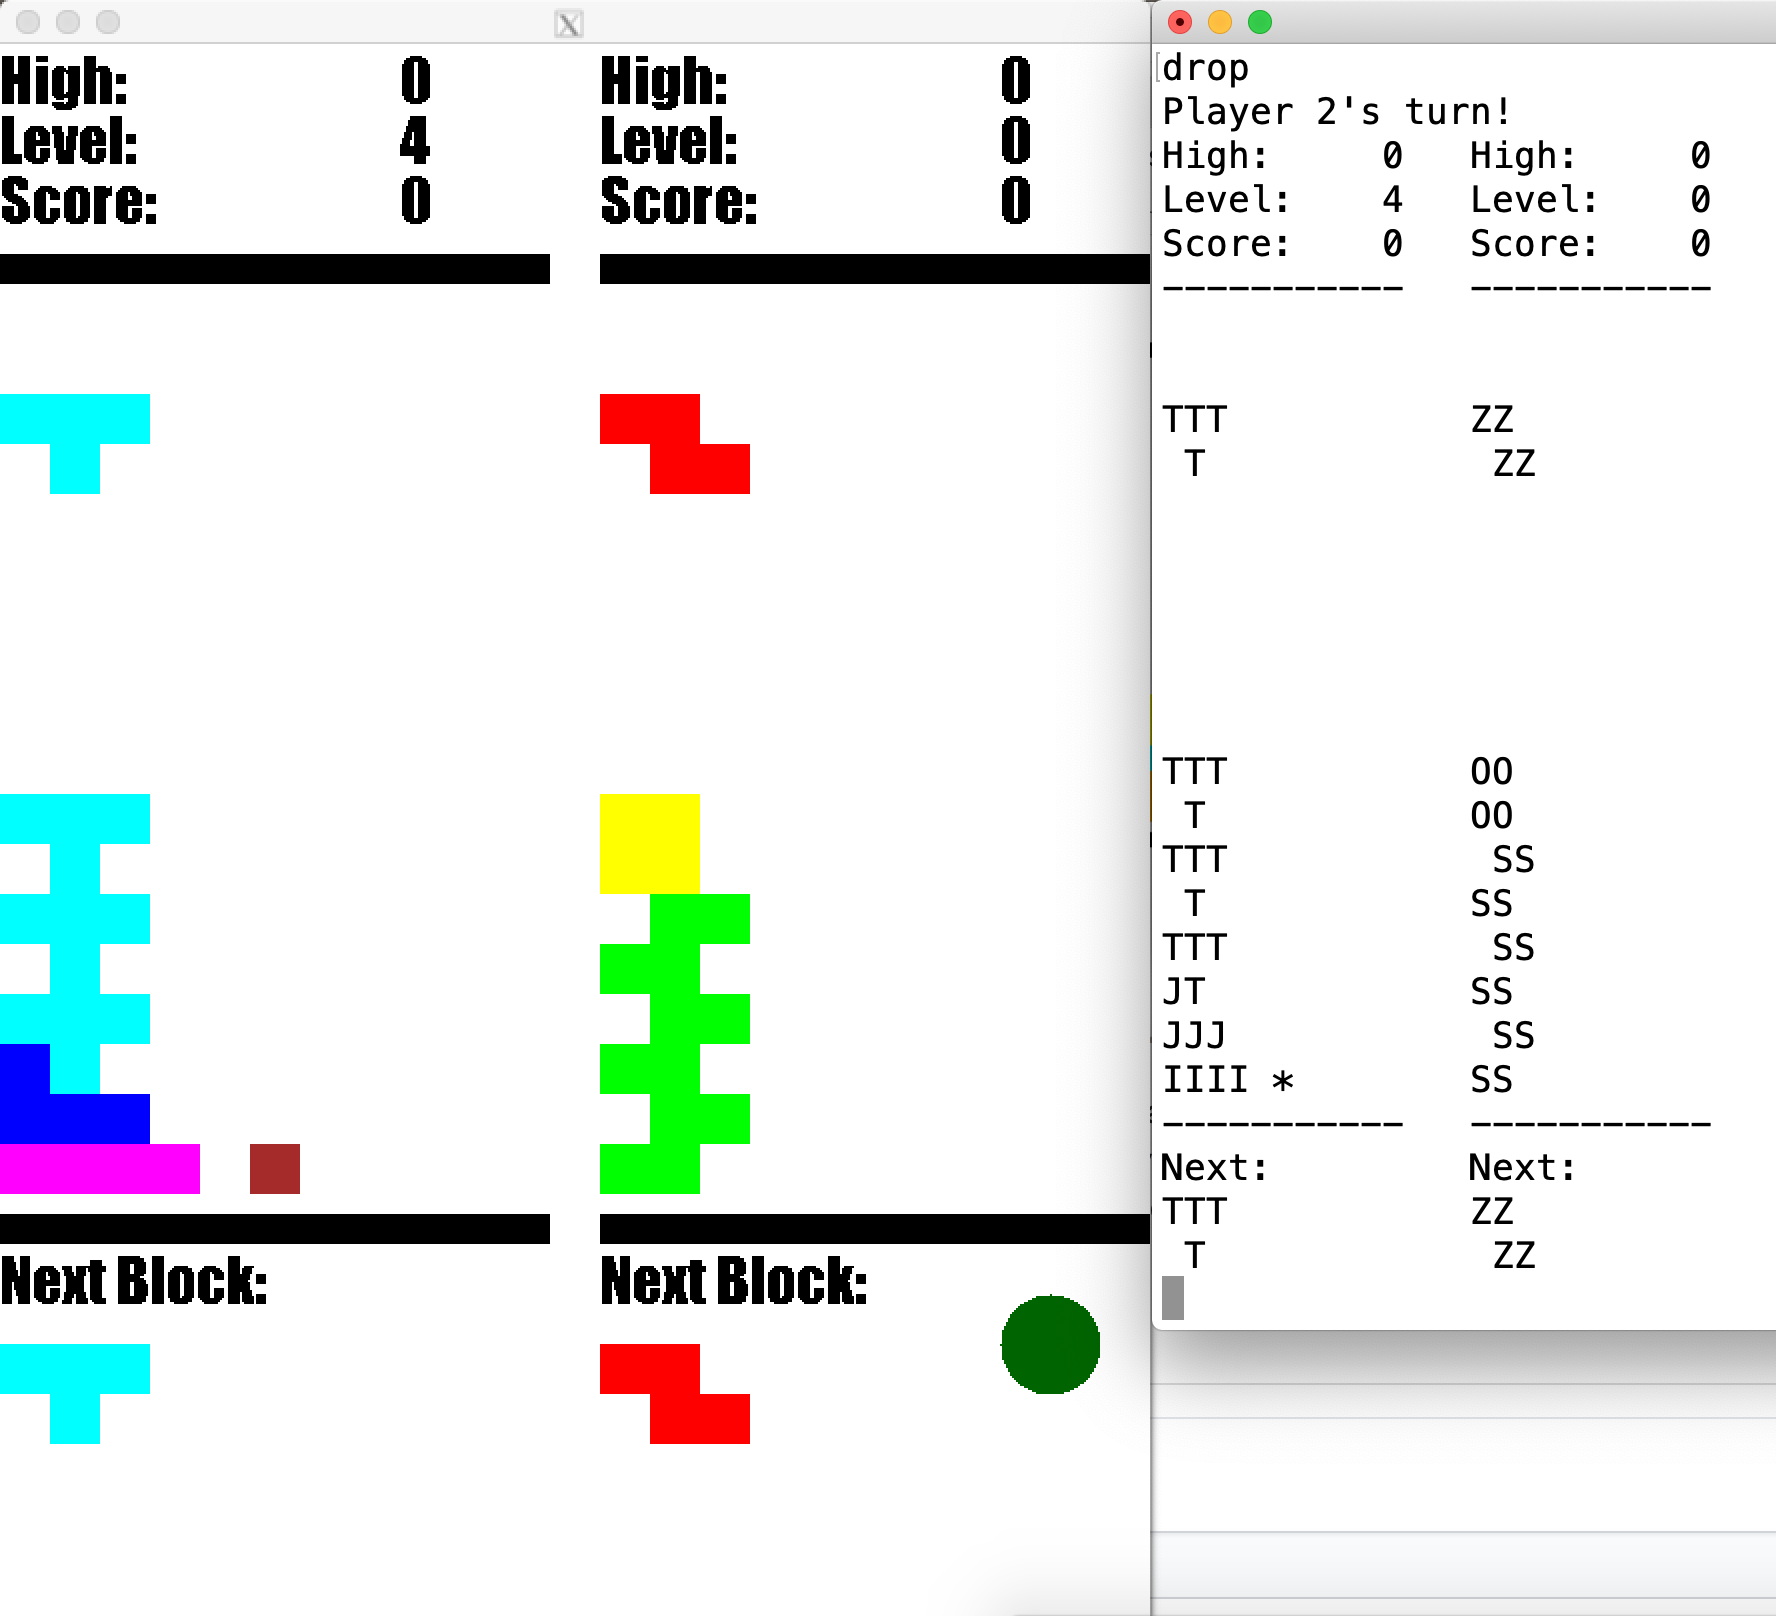 High: 0 High: 0
Level: 4 Level: 0
Score: 0 Score: 0
Next Block: Next Block:
drop
Player 2's turn!
High:     0   High:     0
Level:    4   Level:    0
Score:    0   Score:    0
-----------   -----------
TTT           ZZ
 T             ZZ
TTT           OO
 T            OO
TTT            SS
 T            SS
TTT            SS
JT            SS
JJJ            SS
IIII *        SS
-----------   -----------
Next:         Next:
TTT           ZZ
 T             ZZ